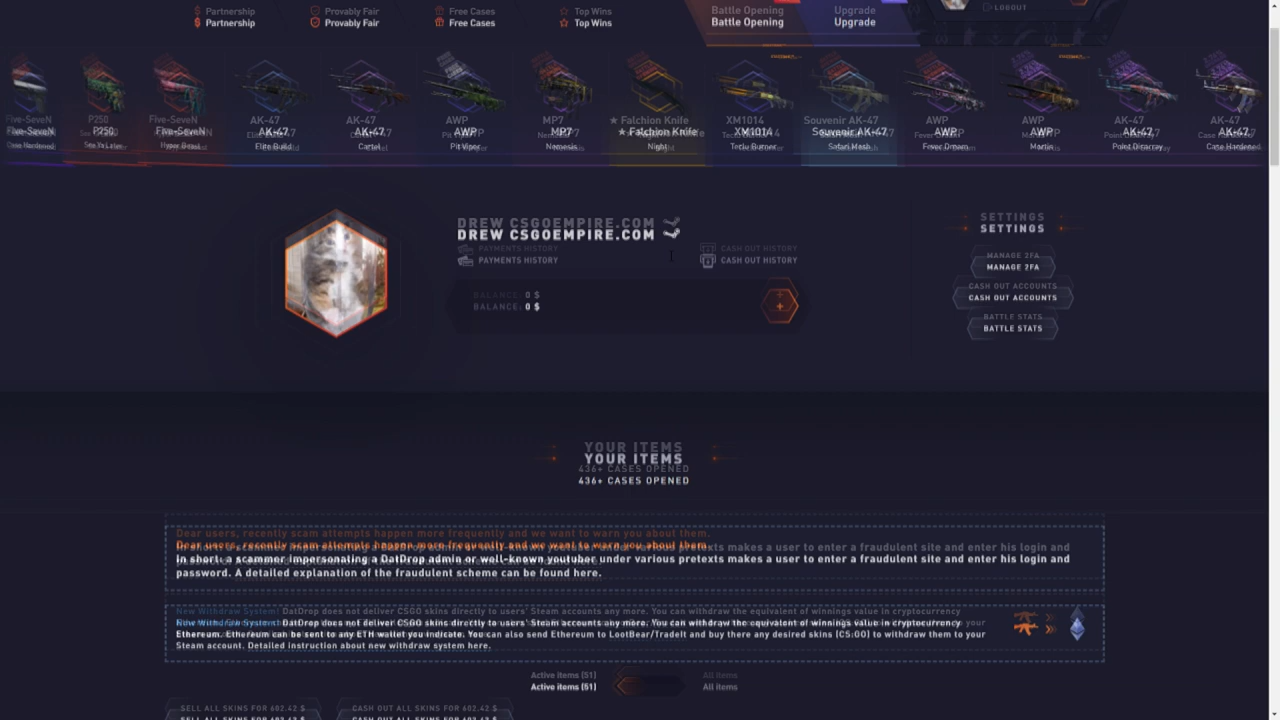 Partnership
Provably Fair
Free Cases
Top Wins
Battle Opening
Upgrade
LOGOUT
Five-SeveN
Case Hardened
P250
See Ya Later
Five-SeveN
Hyper Beast
AK-47
Elite Build
AK-47
Cartel
AWP
Pit Viper
MP7
Nemesis
★ Falchion Knife
Night
XM1014
Teclu Burner
Souvenir AK-47
Safari Mesh
AWP
Fever Dream
AWP
Mortis
AK-47
Point Disarray
AK-47
Case Hardened
DREW CSGOEMPIRE.COM
PAYMENTS HISTORY
CASH OUT HISTORY
BALANCE: 0 $
SETTINGS
MANAGE 2FA
CASH OUT ACCOUNTS
BATTLE STATS
YOUR ITEMS
436+ CASES OPENED
Dear users, recently scam attempts happen more frequently and we want to warn you about them.
In short: a scammer impersonating a DatDrop admin or well-known youtuber under various pretexts makes a user to enter a fraudulent site and enter his login and
password. A detailed explanation of the fraudulent scheme can be found here.
New Withdraw System! DatDrop does not deliver CSGO skins directly to users' Steam accounts any more. You can withdraw the equivalent of winnings value in cryptocurrency
Ethereum. Ethereum can be sent to any ETH wallet you indicate. You can also send Ethereum to LootBear/TradeIt and buy there any desired skins (CS:GO) to withdraw them to your
Steam account. Detailed instruction about new withdraw system here.
Active items (51)
All items
SELL ALL SKINS FOR 602.42 $
CASH OUT ALL SKINS FOR 602.42 $